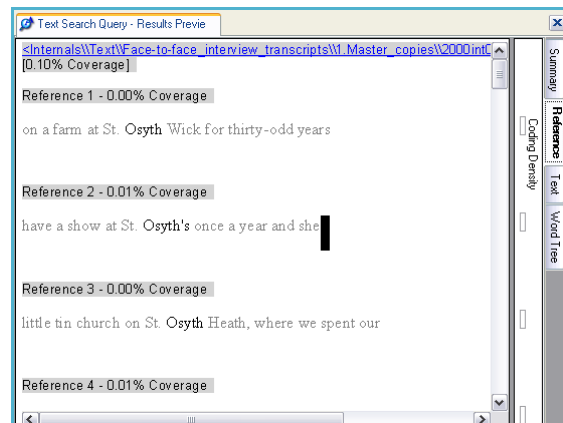 Text Search Query - Results Previe
<Internals\\Text\\Face-to-face_interview_transcripts\\1.Master_copies\\2000int
[0.10% Coverage]
Reference 1 - 0.00% Coverage
on a farm at St. Osyth Wick for thirty-odd years
Reference 2 - 0.01% Coverage
have a show at St. Osyth's once a year and she
Reference 3 - 0.00% Coverage
little tin church on St. Osyth Heath, where we spent our
Reference 4 - 0.01% Coverage
Coding Density
Summary
Reference
Text
Word Tree